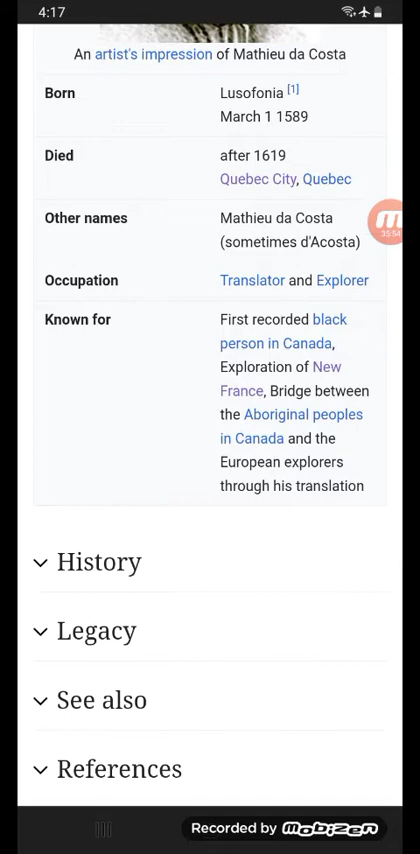 4:17
An artist's impression of Mathieu da Costa
Born
Lusofonia [1]
March 1 1589
Died
after 1619
Quebec City, Quebec
Other names
Mathieu da Costa
(sometimes d'Acosta)
35:54
Occupation
Translator and Explorer
Known for
First recorded black
person in Canada,
Exploration of New
France, Bridge between
the Aboriginal peoples
in Canada and the
European explorers
through his translation
History
Legacy
See also
References
Recorded by mobizen